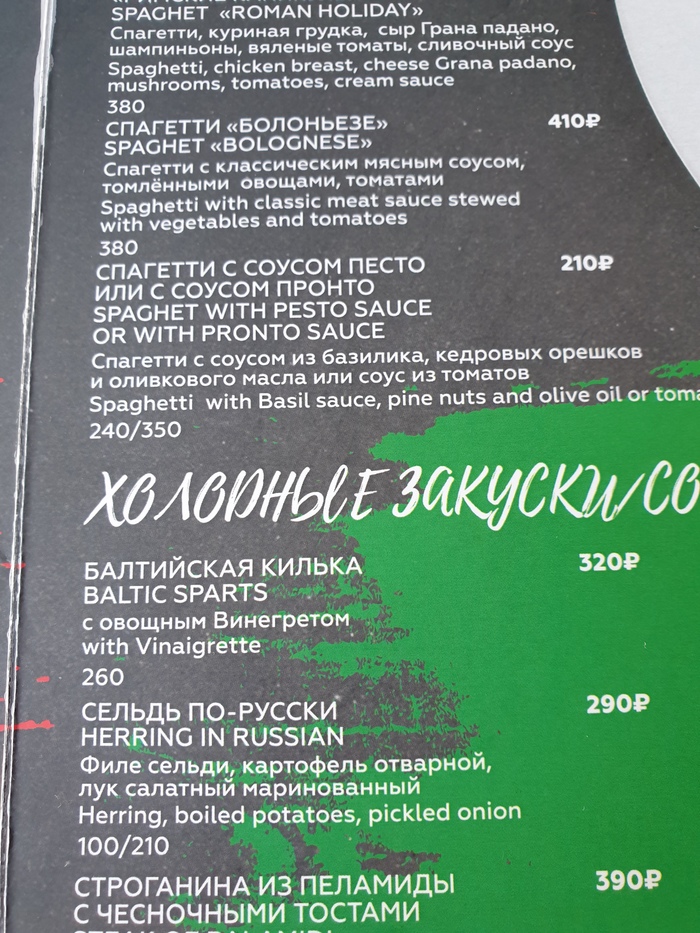 SPAGHET «ROMAN HOLIDAY»
Спагетти, куриная грудка, сыр Грана падано,
шампиньоны, вяленые томаты, сливочный соус
Spaghetti, chicken breast, cheese Grana padano,
mushrooms, tomatoes, cream sauce
380
СПАГЕТТИ «БОЛОНЬЕЗЕ» 410₽
SPAGHET «BOLOGNESE»
Спагетти с классическим мясным соусом,
томлёными овощами, томатами
Spaghetti with classic meat sauce stewed
with vegetables and tomatoes
380
СПАГЕТТИ С СОУСОМ ПЕСТО 210₽
ИЛИ С СОУСОМ ПРОНТО
SPAGHET WITH PESTO SAUCE
OR WITH PRONTO SAUCE
Спагетти с соусом из базилика, кедровых орешков
и оливкового масла или соус из томатов
Spaghetti with Basil sauce, pine nuts and olive oil or toma
240/350
ХОЛОДНЫЕ ЗАКУСКИ/СО
БАЛТИЙСКАЯ КИЛЬКА 320₽
BALTIC SPARTS
с овощным Винегретом
with Vinaigrette
260
СЕЛЬДЬ ПО-РУССКИ 290₽
HERRING IN RUSSIAN
Филе сельди, картофель отварной,
лук салатный маринованный
Herring, boiled potatoes, pickled onion
100/210
СТРОГАНИНА ИЗ ПЕЛАМИДЫ 390₽
С ЧЕСНОЧНЫМИ ТОСТАМИ